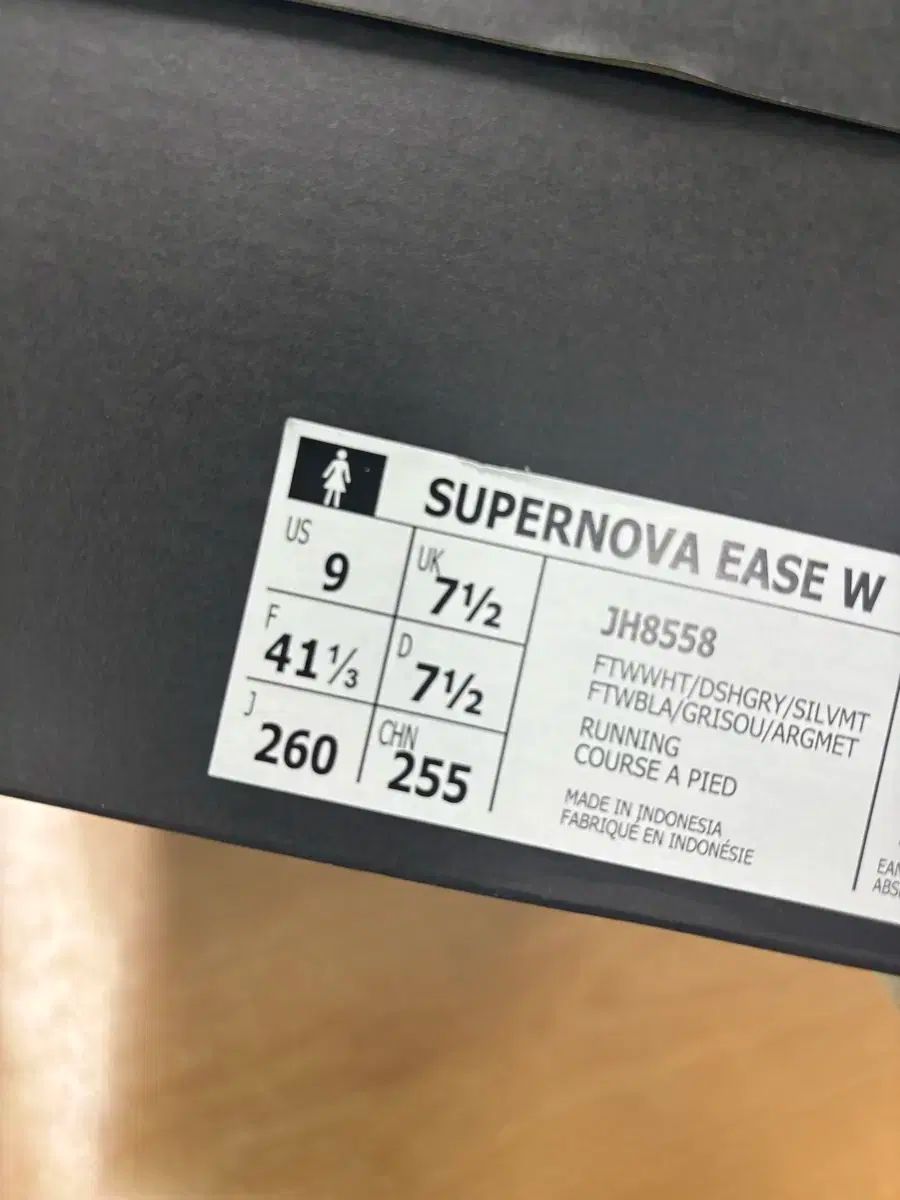 SUPERNOVA EASE W
US
9
UK
7½
F
41⅓
D
7½
J
260
CHN
255
JH8558
FTWWHT/DSHGRY/SILVMT
FTWBLA/GRISOU/ARGMET
RUNNING
COURSE A PIED
MADE IN INDONESIA
FABRIQUÉ EN INDONÉSIE